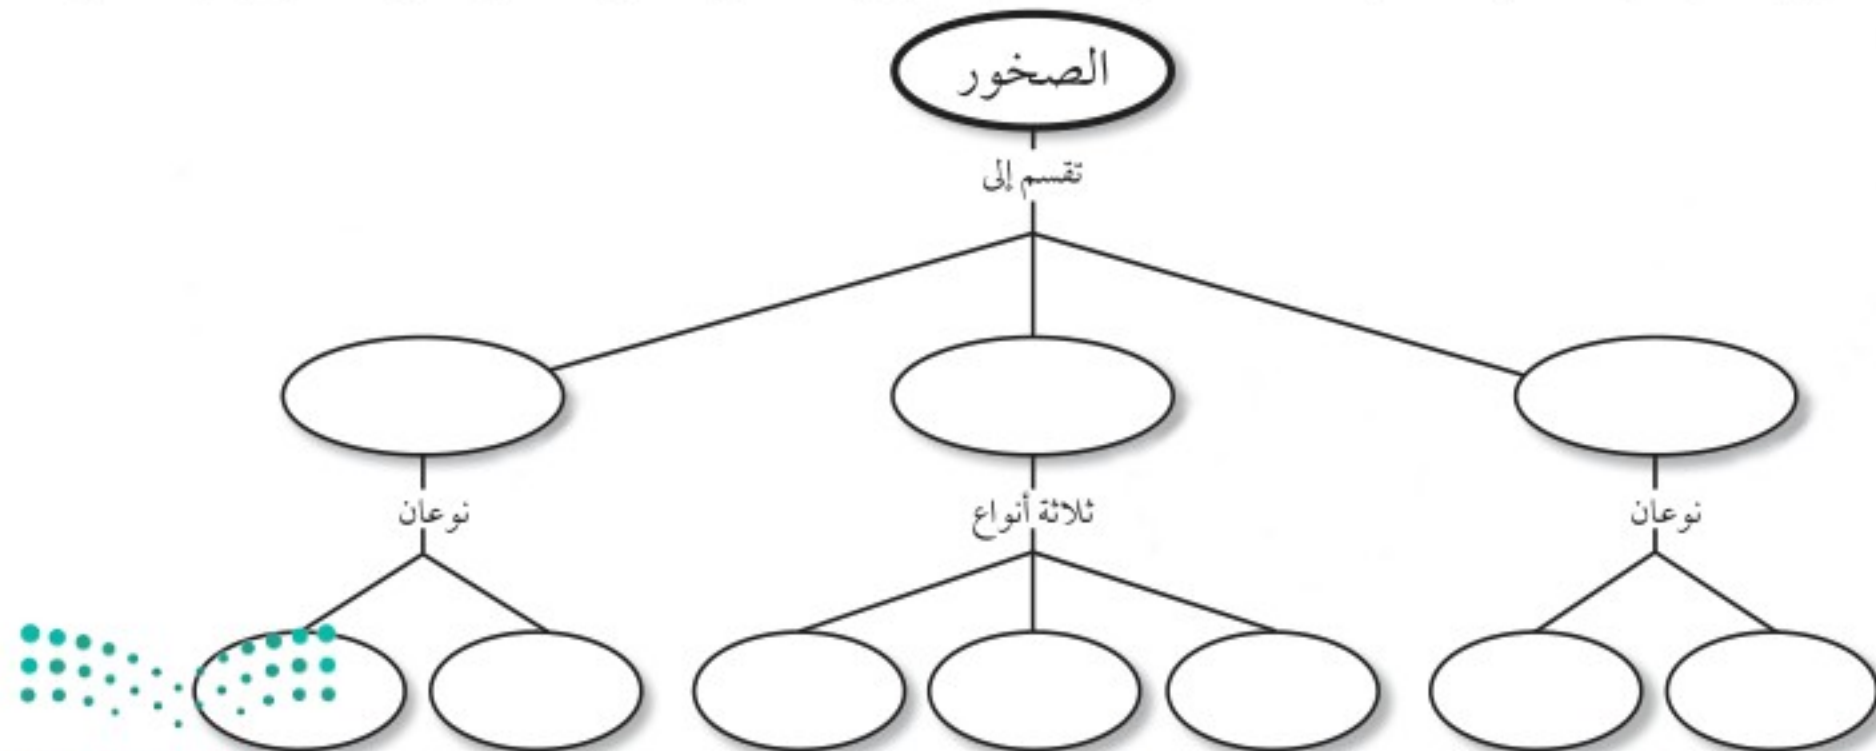 الصخور
تقسم إلى
نوعان
ثلاثة أنواع
نوعان